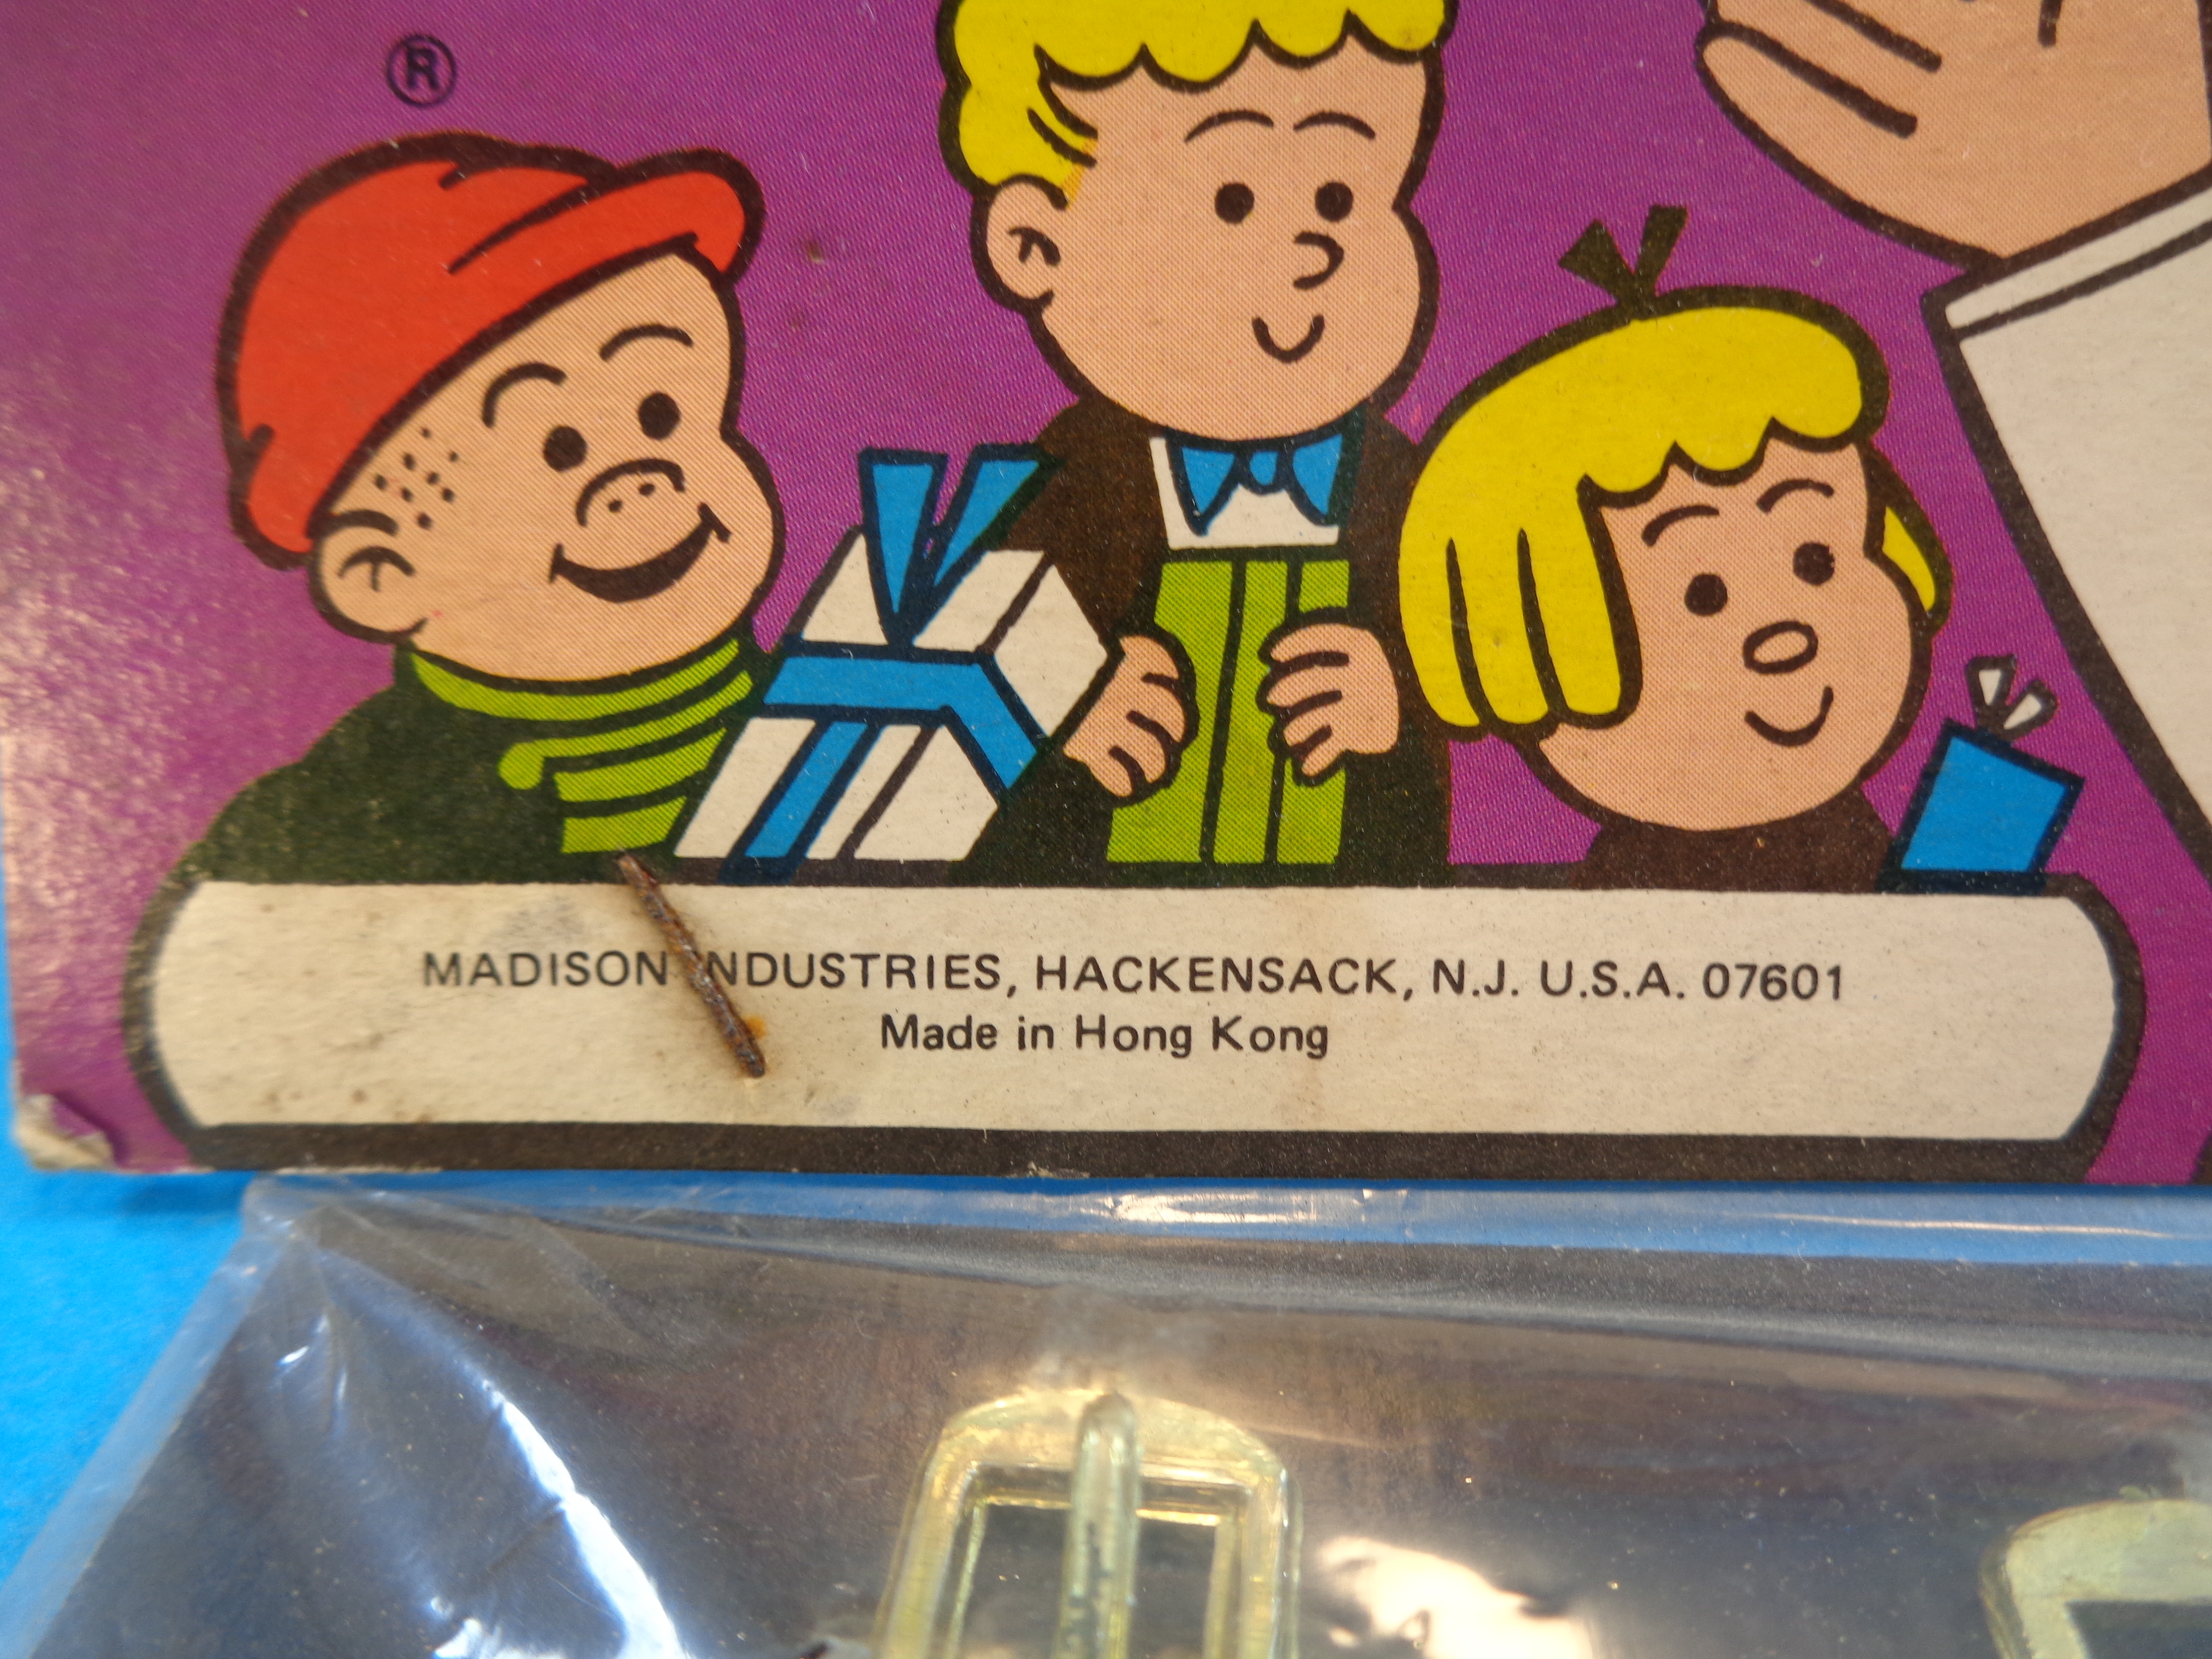 ®
MADISON INDUSTRIES, HACKENSACK, N.J. U.S.A. 07601
Made in Hong Kong